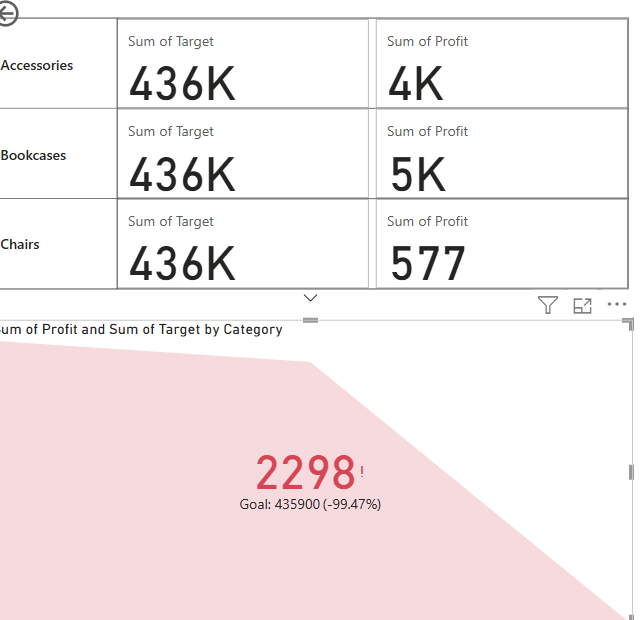 Accessories
Sum of Target
436K
Sum of Profit
4K
Bookcases
Sum of Target
436K
Sum of Profit
5K
Chairs
Sum of Target
436K
Sum of Profit
577
um of Profit and Sum of Target by Category
2298!
Goal: 435900 (-99.47%)